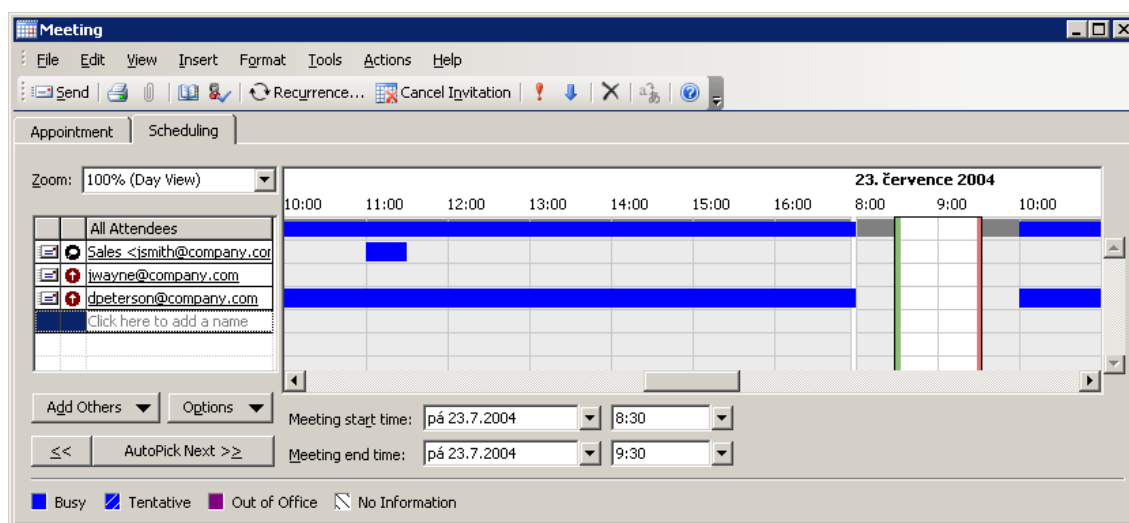 Meeting
File Edit View Insert Format Tools Actions Help
Send Recurrence... Cancel Invitation
Appointment Scheduling
Zoom: 100% (Day View)
23. července 2004
10:00 11:00 12:00 13:00 14:00 15:00 16:00 8:00 9:00 10:00
All Attendees
Sales <jsmith@company.cor
jwayne@company.com
dpeterson@company.com
Click here to add a name
Add Others Options
Meeting start time: pá 23.7.2004 8:30
<< AutoPick Next >>
Meeting end time: pá 23.7.2004 9:30
Busy Tentative Out of Office No Information